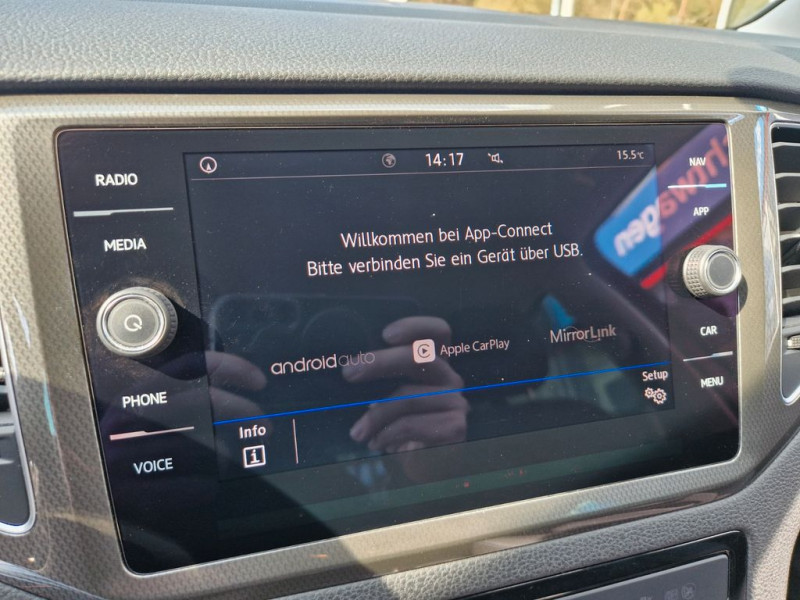 RADIO
MEDIA
PHONE
VOICE
14:17
15.5°C
Willkommen bei App-Connect
Bitte verbinden Sie ein Gerät über USB.
androidauto
Apple CarPlay
MirrorLink
Info
i
Setup
NAV
APP
CAR
MENU